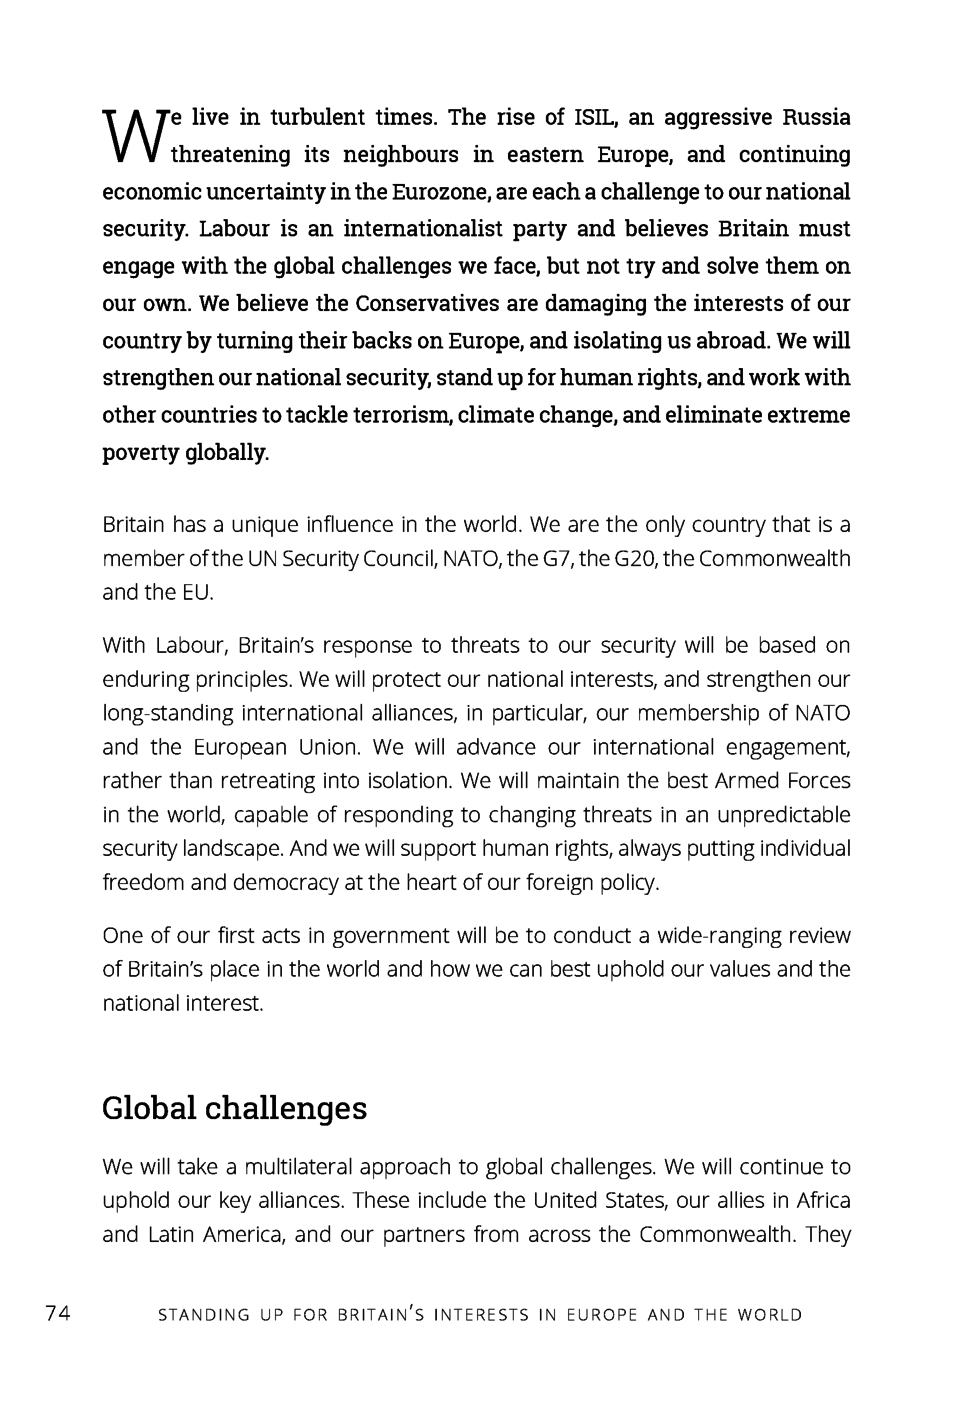 We live in turbulent times. The rise of ISIL, an aggressive Russia
threatening its neighbours in eastern Europe, and continuing
economic uncertainty in the Eurozone, are each a challenge to our national
security. Labour is an internationalist party and believes Britain must
engage with the global challenges we face, but not try and solve them on
our own. We believe the Conservatives are damaging the interests of our
country by turning their backs on Europe, and isolating us abroad. We will
strengthen our national security, stand up for human rights, and work with
other countries to tackle terrorism, climate change, and eliminate extreme
poverty globally.
Britain has a unique influence in the world. We are the only country that is a
member of the UN Security Council, NATO, the G7, the G20, the Commonwealth
and the EU.
With Labour, Britain’s response to threats to our security will be based on
enduring principles. We will protect our national interests, and strengthen our
long-standing international alliances, in particular, our membership of NATO
and the European Union. We will advance our international engagement,
rather than retreating into isolation. We will maintain the best Armed Forces
in the world, capable of responding to changing threats in an unpredictable
security landscape. And we will support human rights, always putting individual
freedom and democracy at the heart of our foreign policy.
One of our first acts in government will be to conduct a wide-ranging review
of Britain’s place in the world and how we can best uphold our values and the
national interest.
Global challenges
We will take a multilateral approach to global challenges. We will continue to
uphold our key alliances. These include the United States, our allies in Africa
and Latin America, and our partners from across the Commonwealth. They
74 STANDING UP FOR BRITAIN’S INTERESTS IN EUROPE AND THE WORLD